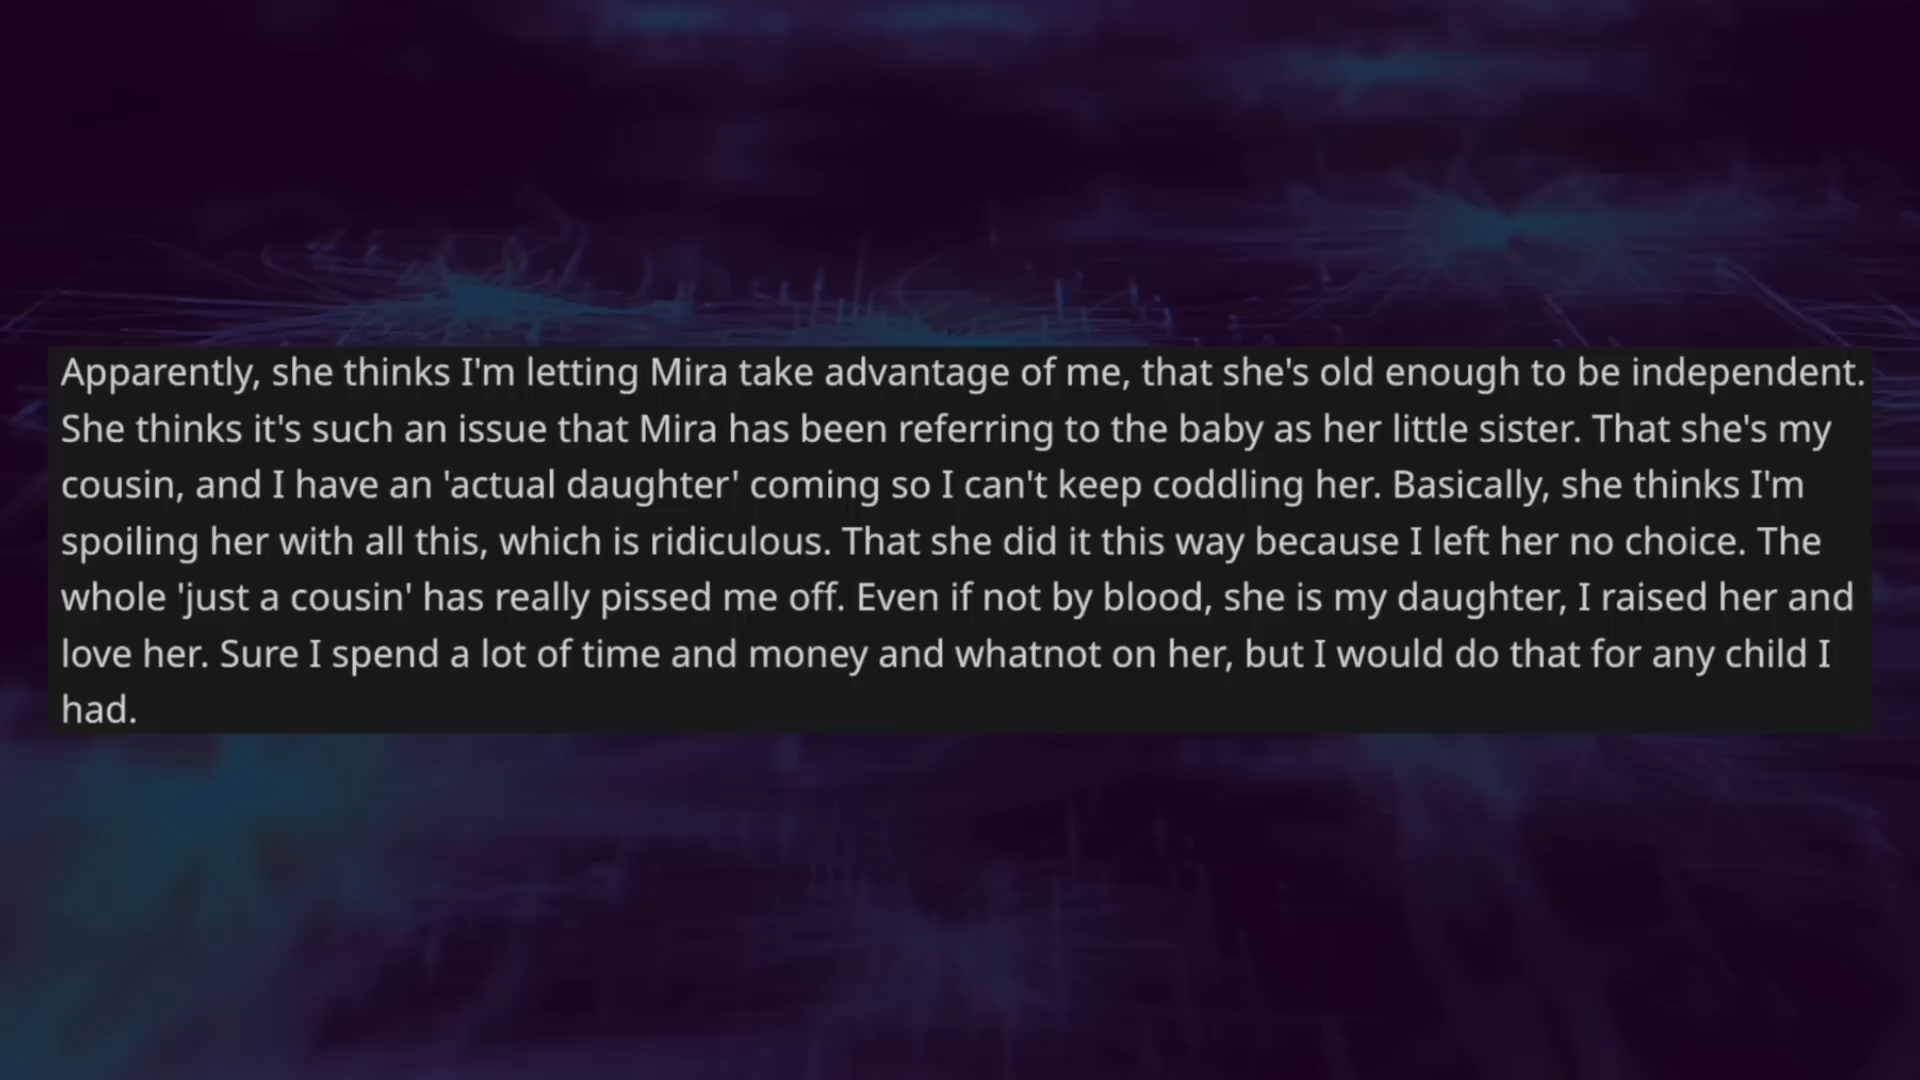 Apparently, she thinks I'm letting Mira take advantage of me, that she's old enough to be independent.
She thinks it's such an issue that Mira has been referring to the baby as her little sister. That she's my
cousin, and I have an 'actual daughter' coming so I can't keep coddling her. Basically, she thinks I'm
spoiling her with all this, which is ridiculous. That she did it this way because I left her no choice. The
whole 'just a cousin' has really pissed me off. Even if not by blood, she is my daughter, I raised her and
love her. Sure I spend a lot of time and money and whatnot on her, but I would do that for any child I
had.